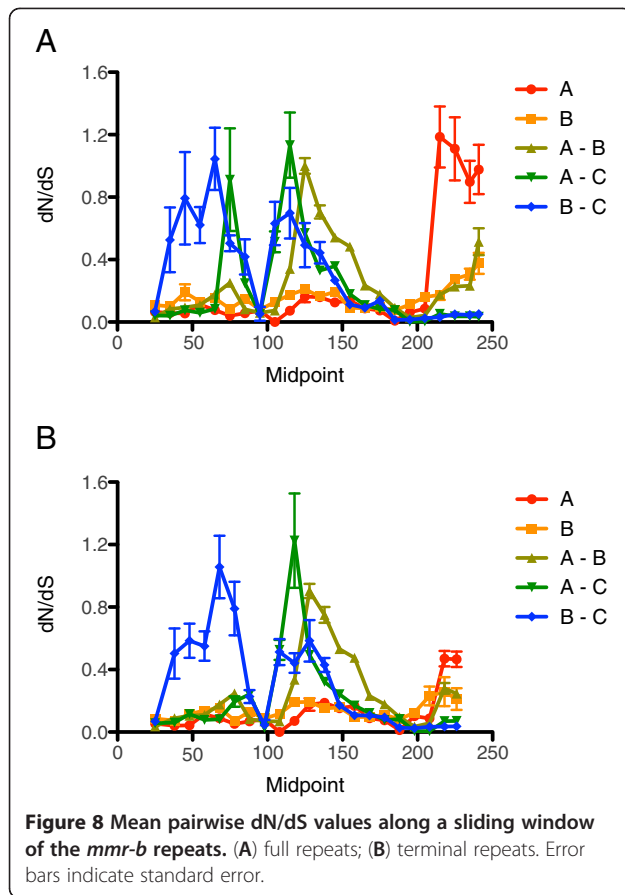 A
1.6
1.2
0.8
0.4
0.0
dN/dS
0 50 100 150 200 250
Midpoint
A
B
A - B
A - C
B - C
B
1.6
1.2
0.8
0.4
0.0
dN/dS
0 50 100 150 200 250
Midpoint
A
B
A - B
A - C
B - C
Figure 8 Mean pairwise dN/dS values along a sliding window
of the mmr-b repeats. (A) full repeats; (B) terminal repeats. Error
bars indicate standard error.